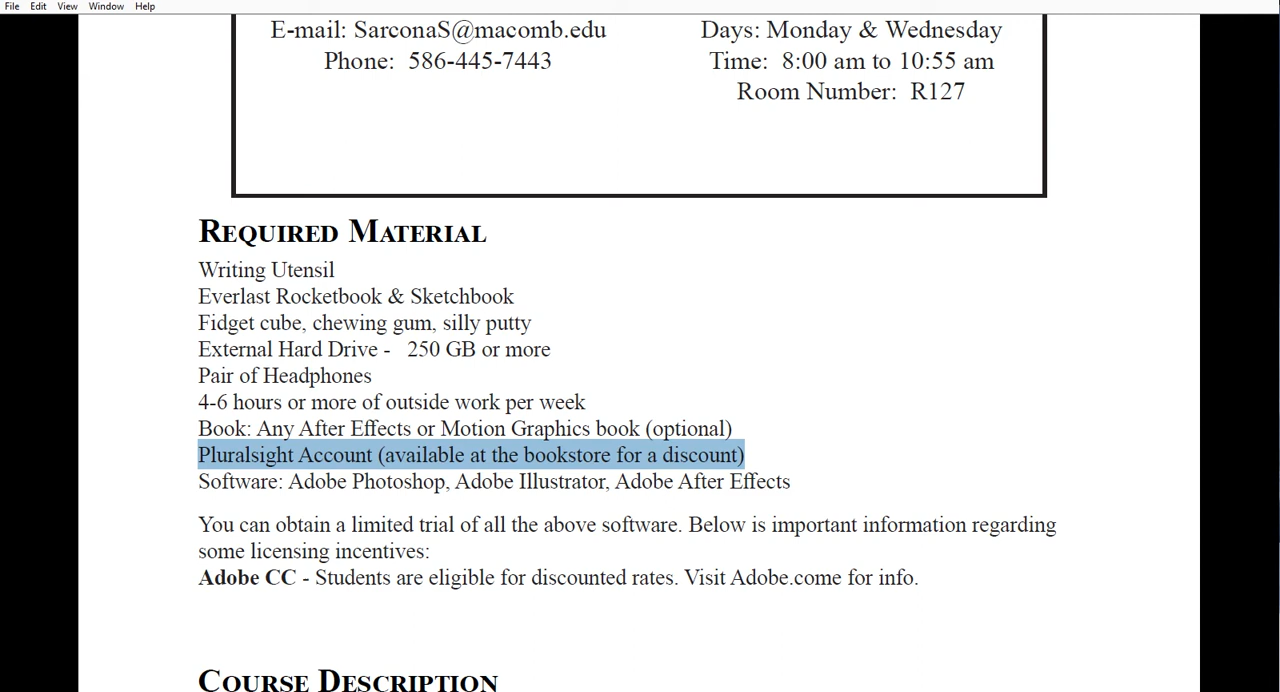 File Edit View Window Help
E-mail: SarconaS@macomb.edu
Phone: 586-445-7443
Days: Monday & Wednesday
Time: 8:00 am to 10:55 am
Room Number: R127
Required Material
Writing Utensil
Everlast Rocketbook & Sketchbook
Fidget cube, chewing gum, silly putty
External Hard Drive - 250 GB or more
Pair of Headphones
4-6 hours or more of outside work per week
Book: Any After Effects or Motion Graphics book (optional)
Pluralsight Account (available at the bookstore for a discount)
Software: Adobe Photoshop, Adobe Illustrator, Adobe After Effects
You can obtain a limited trial of all the above software. Below is important information regarding
some licensing incentives:
Adobe CC - Students are eligible for discounted rates. Visit Adobe.come for info.
Course Description